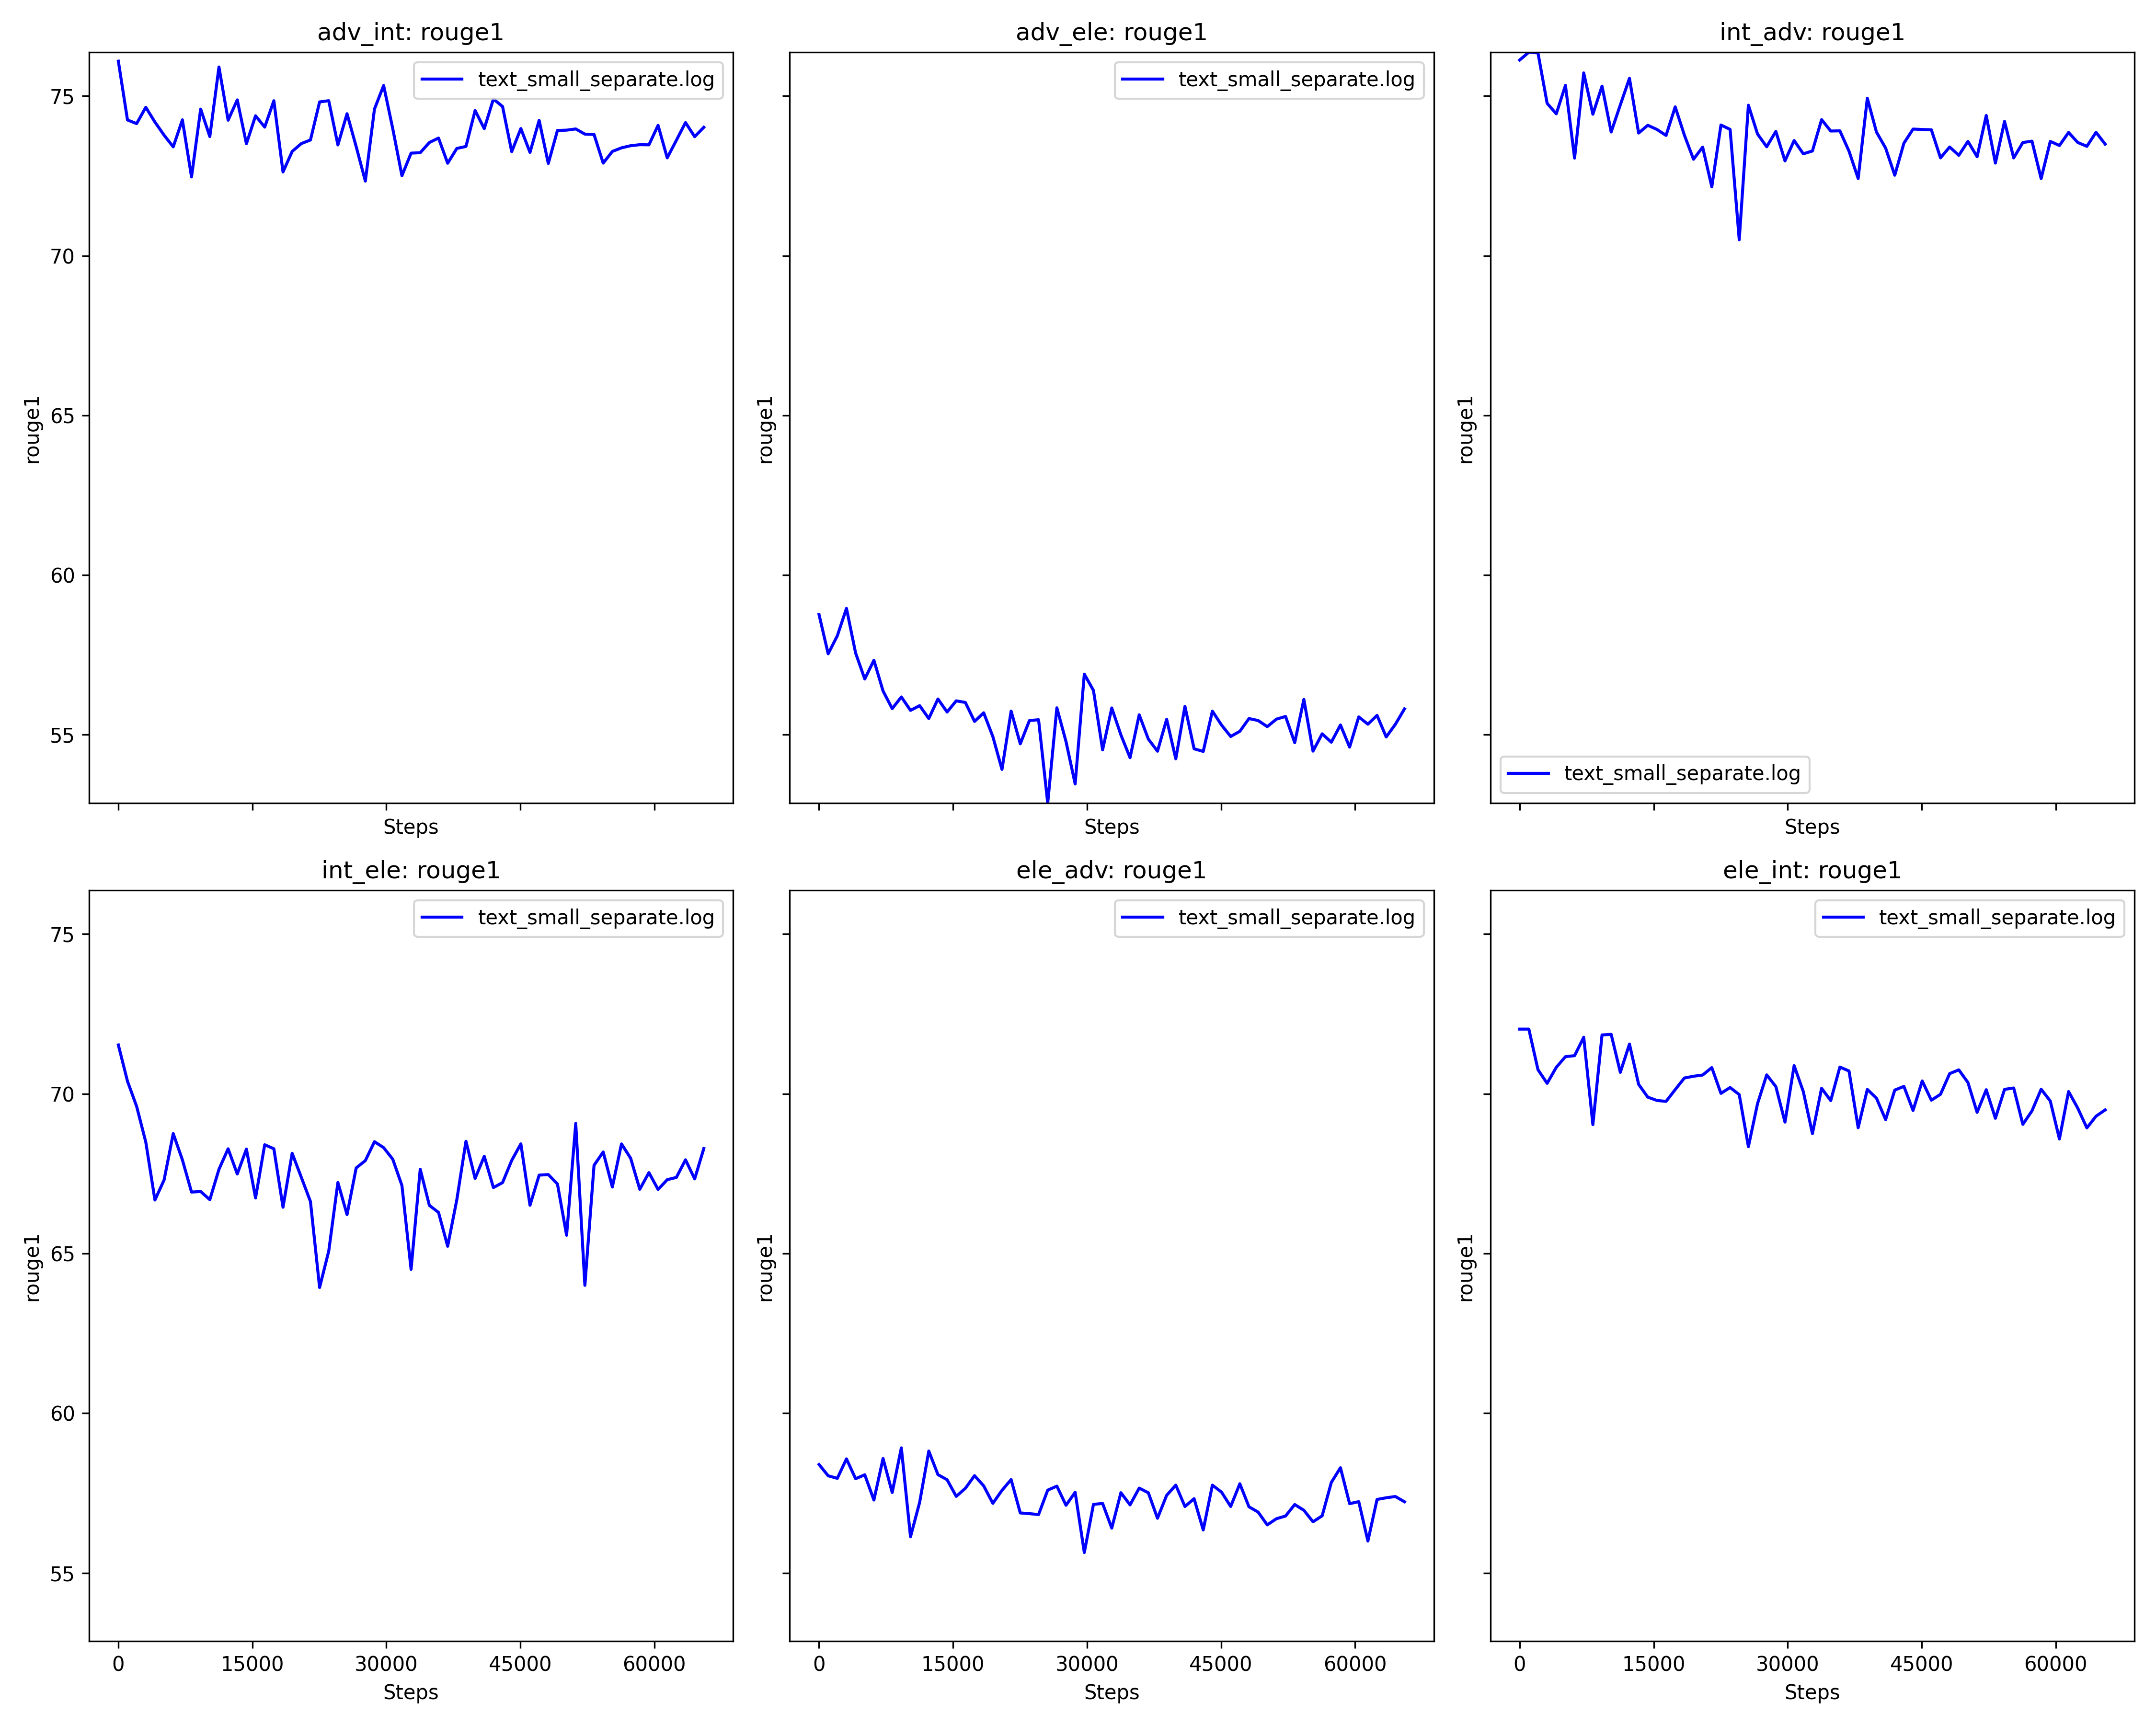 adv_int: rouge1
adv_ele: rouge1
int_adv: rouge1
text_small_separate.log
text_small_separate.log
75
70
65
60
55
rouge1
rouge1
rouge1
text_small_separate.log
Steps
Steps
Steps
int_ele: rouge1
ele_adv: rouge1
ele_int: rouge1
text_small_separate.log
text_small_separate.log
text_small_separate.log
75
70
65
60
55
rouge1
rouge1
rouge1
0 15000 30000 45000 60000
0 15000 30000 45000 60000
0 15000 30000 45000 60000
Steps
Steps
Steps